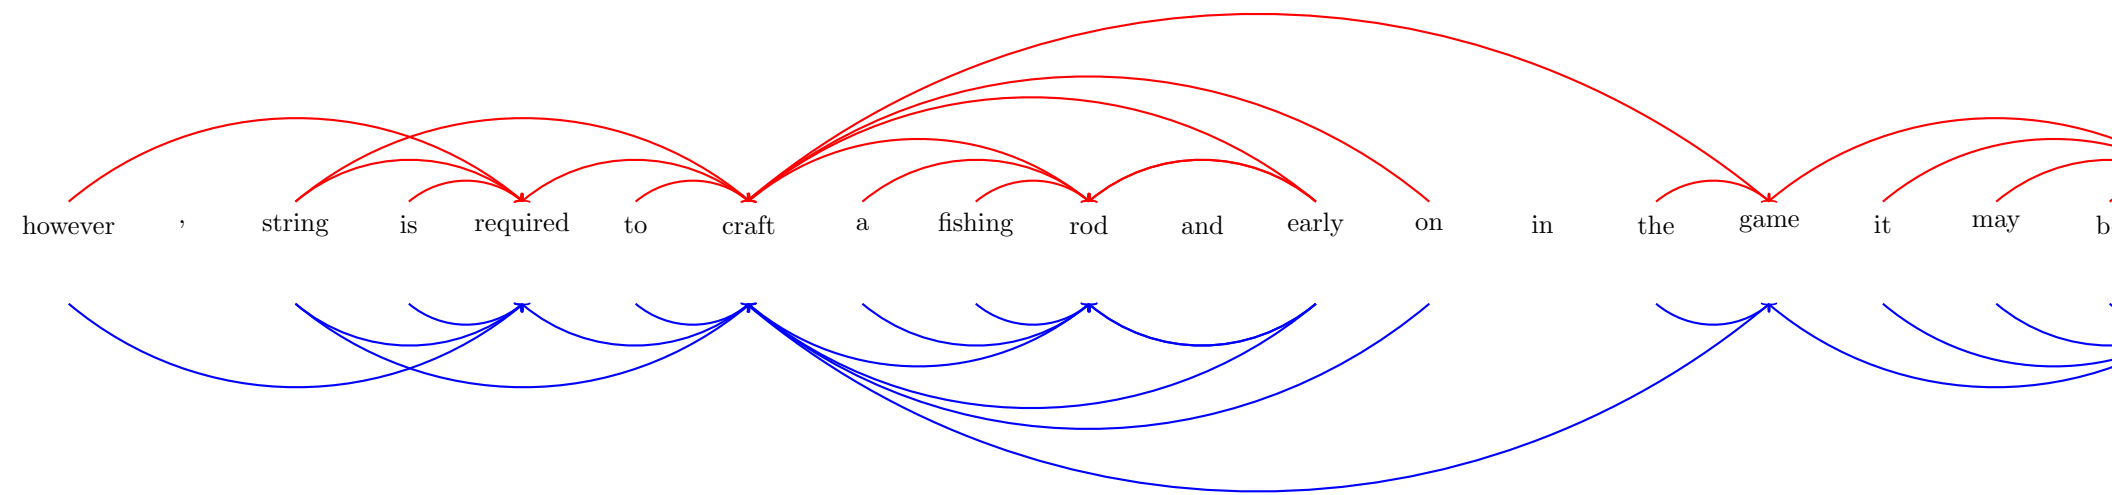 however , string is required to craft a fishing rod and early on in the game it may b